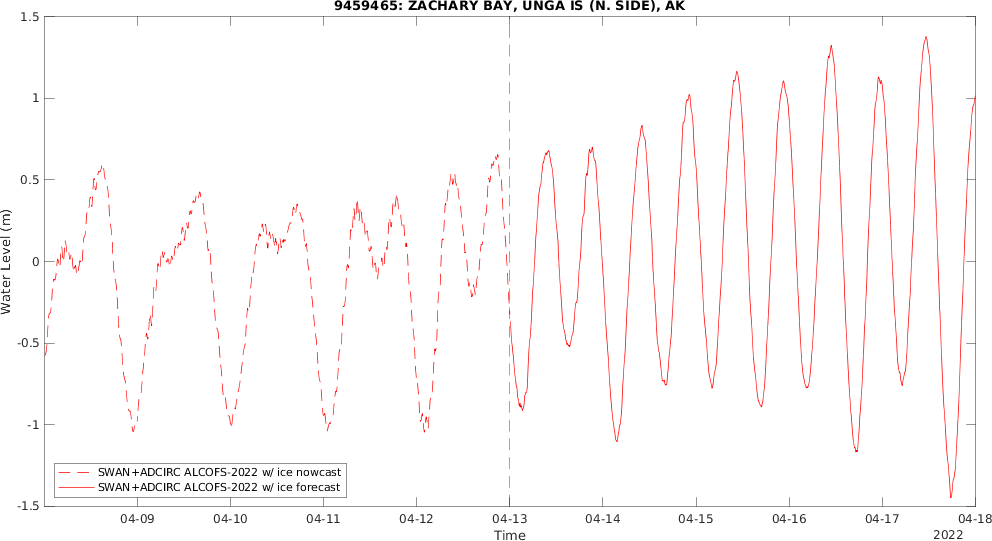 9459465: ZACHARY BAY, UNGA IS (N. SIDE), AK
1.5
1
0.5
0
-0.5
-1
-1.5
Water Level (m)
SWAN+ADCIRC ALCOFS-2022 w/ ice nowcast
SWAN+ADCIRC ALCOFS-2022 w/ ice forecast
04-09 04-10 04-11 04-12 04-13 04-14 04-15 04-16 04-17 04-18
Time
2022